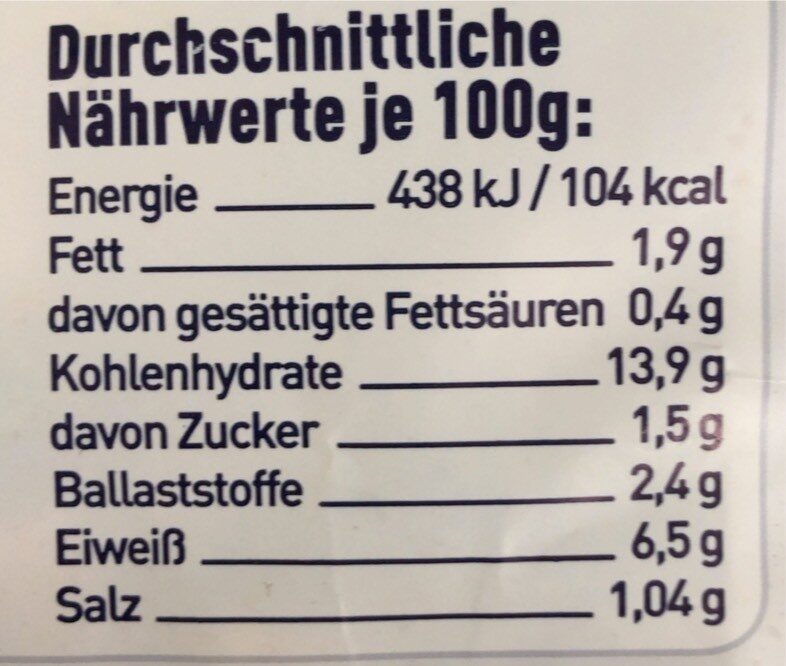 Durchschnittliche
Nährwerte je 100g:
Energie 438 kJ / 104 kcal
Fett 1,9 g
davon gesättigte Fettsäuren 0,4 g
Kohlenhydrate 13,9 g
davon Zucker 1,5 g
Ballaststoffe 2,4 g
Eiweiß 6,5 g
Salz 1,04 g